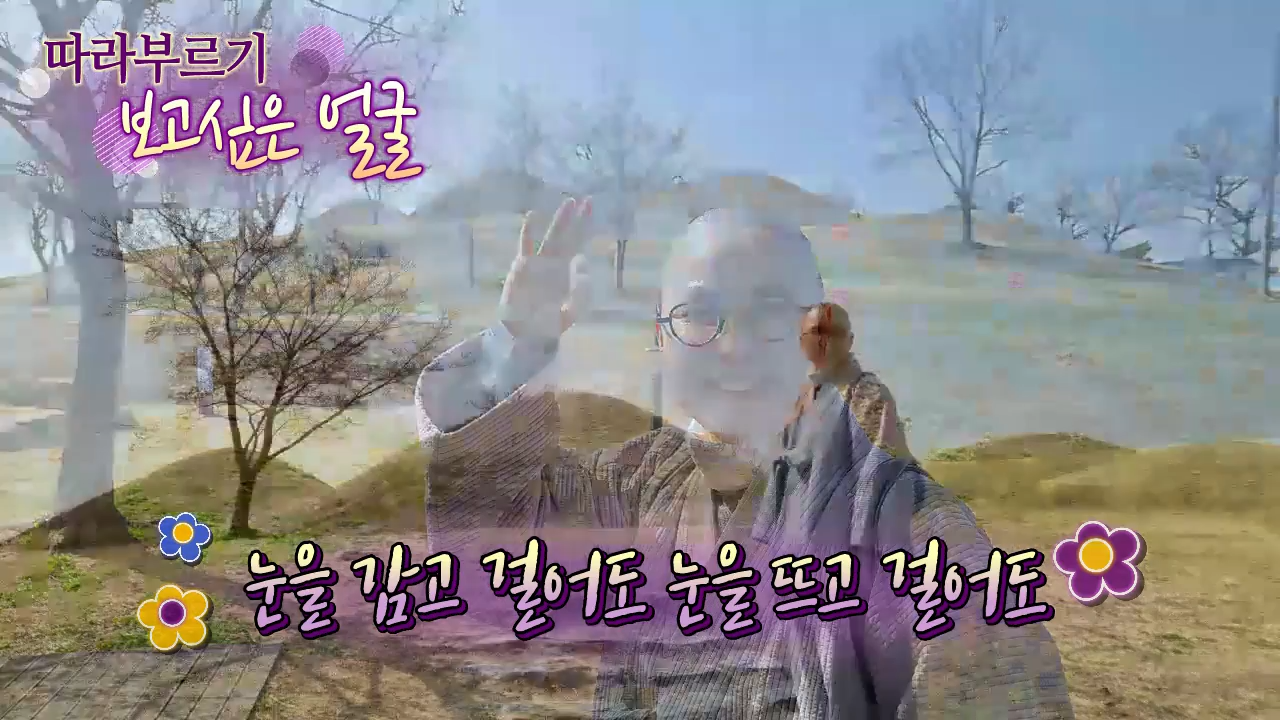 따라부르기
보고싶은 얼굴
눈을 감고 걸어도 눈을 뜨고 걸어도